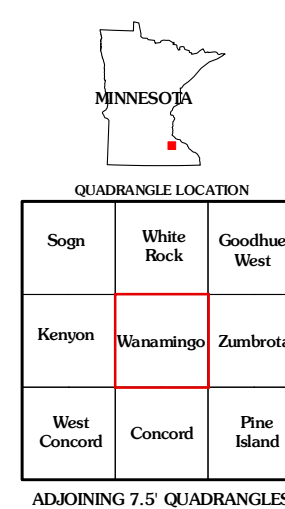 MINNESOTA
QUADRANGLE LOCATION
Sogn
White
Rock
Goodhue
West
Kenyon
Wanamingo
Zumbrota
West
Concord
Concord
Pine
Island
ADJOINING 7.5' QUADRANGLES